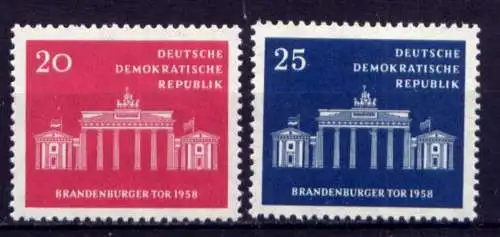 20 DEUTSCHE
DEMOKRATISCHE
REPUBLIK
BRANDENBURGER TOR 1958
25 DEUTSCHE
DEMOKRATISCHE
REPUBLIK
BRANDENBURGER TOR 1958